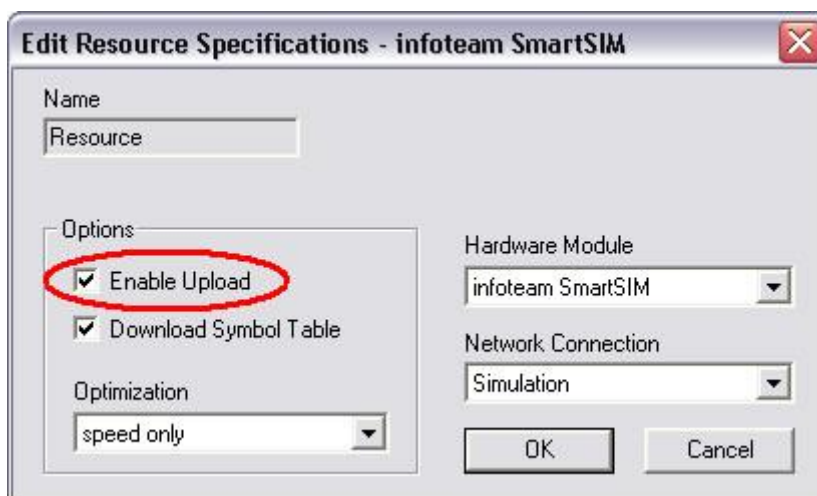 Edit Resource Specifications - infoteam SmartSIM
Name
Resource
Options
Enable Upload
Download Symbol Table
Optimization
speed only
Hardware Module
infoteam SmartSIM
Network Connection
Simulation
OK
Cancel